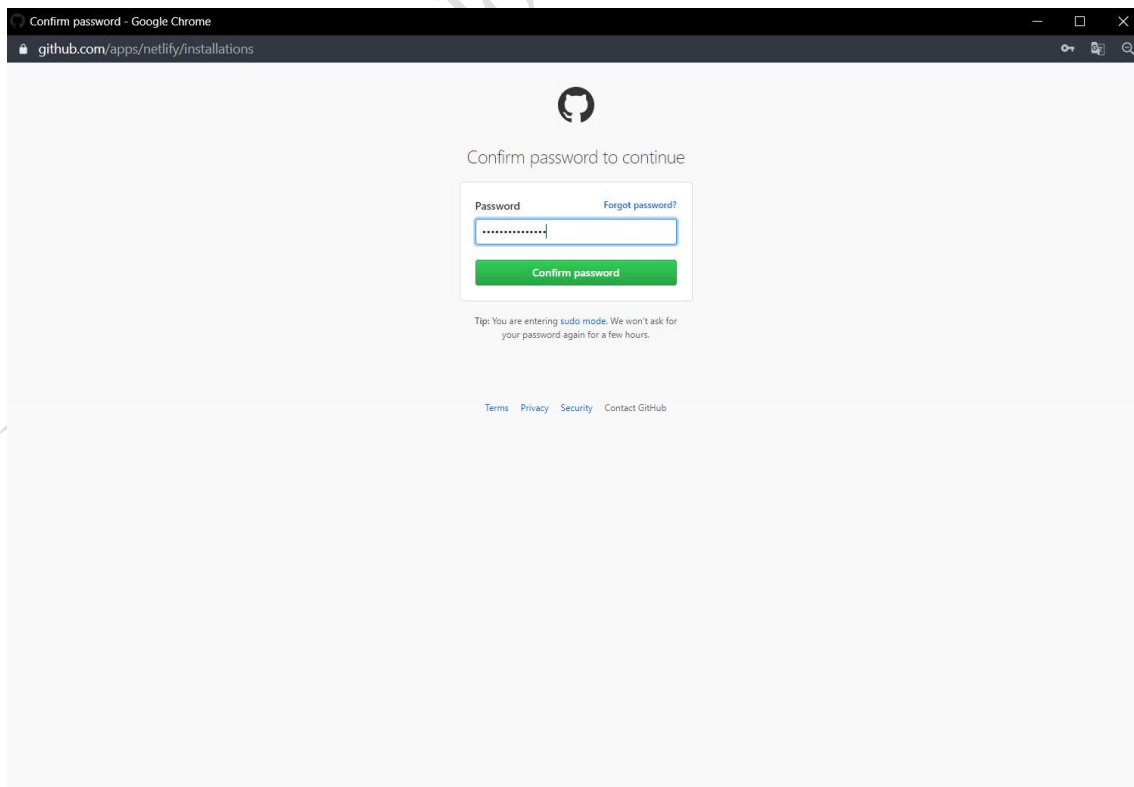 Confirm password - Google Chrome
github.com/apps/netlify/installations
Confirm password to continue
Password Forgot password?
•••••••••••••••
Confirm password
Tip: You are entering sudo mode. We won't ask for
your password again for a few hours.
Terms Privacy Security Contact GitHub